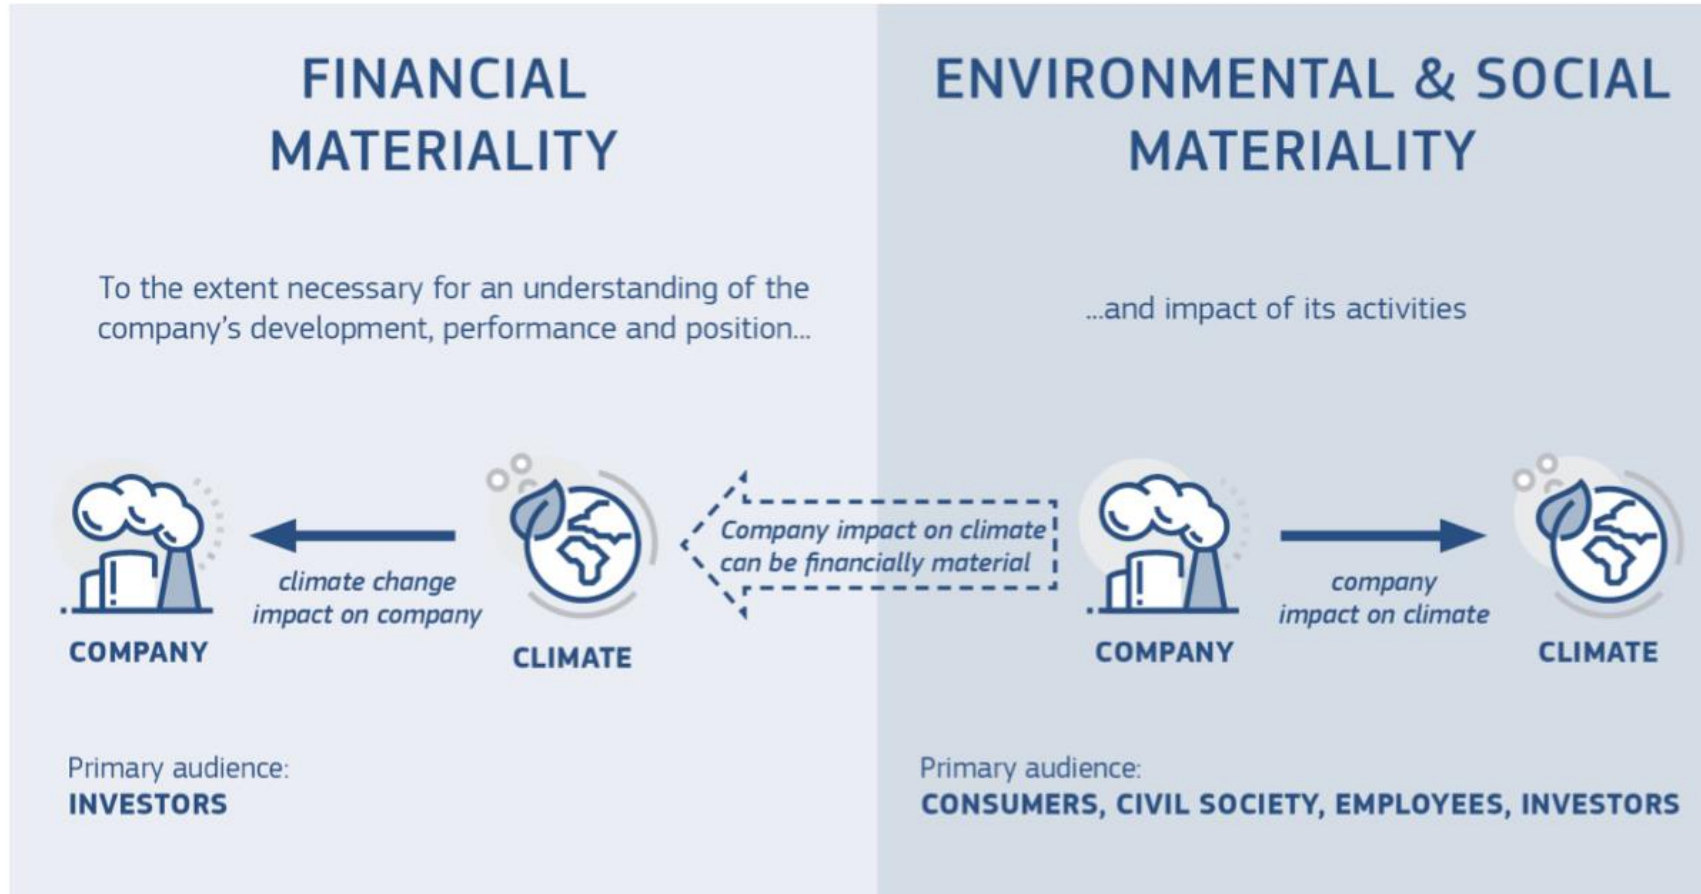 FINANCIAL
MATERIALITY
To the extent necessary for an understanding of the
company's development, performance and position...
climate change
impact on company
COMPANY
CLIMATE
Primary audience:
INVESTORS
Company impact on climate
can be financially material
ENVIRONMENTAL & SOCIAL
MATERIALITY
...and impact of its activities
company
impact on climate
COMPANY
CLIMATE
Primary audience:
CONSUMERS, CIVIL SOCIETY, EMPLOYEES, INVESTORS